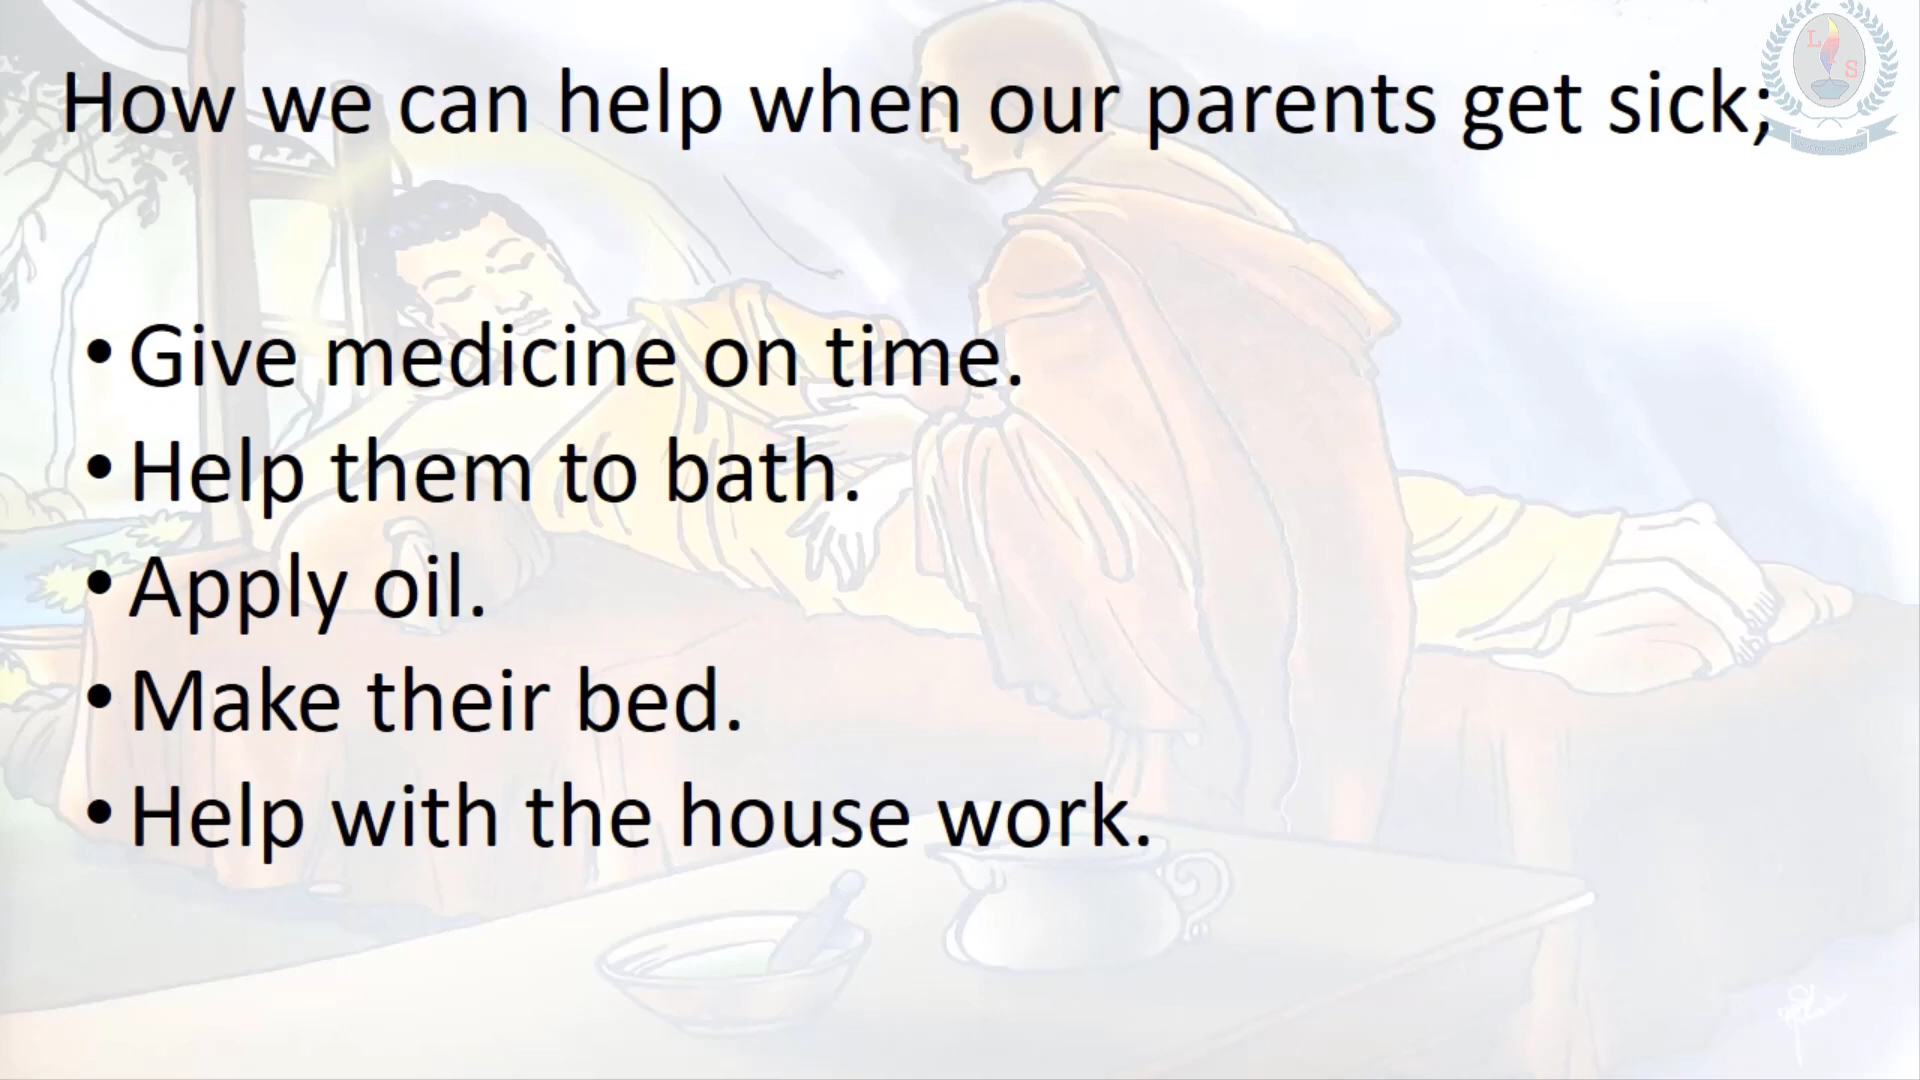 How we can help when our parents get sick;
L
S
• Give medicine on time.
• Help them to bath.
• Apply oil.
• Make their bed.
• Help with the house work.